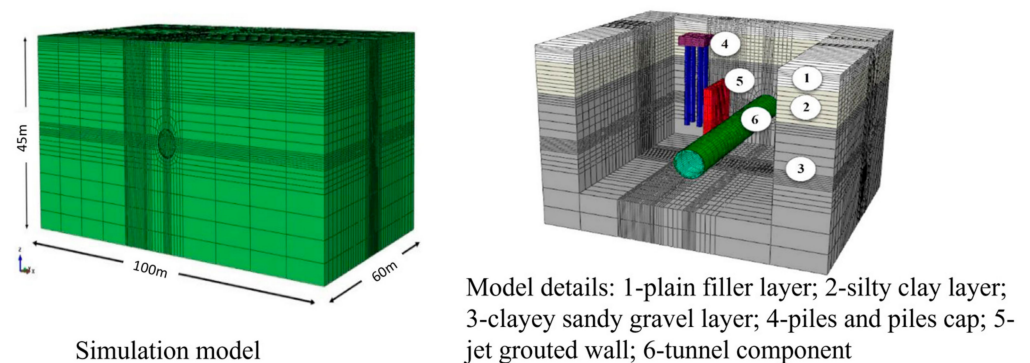 45m
100m
60m
z
x
Simulation model
4
1
5
2
6
3
Model details: 1-plain filler layer; 2-silty clay layer;
3-clayey sandy gravel layer; 4-piles and piles cap; 5-
jet grouted wall; 6-tunnel component